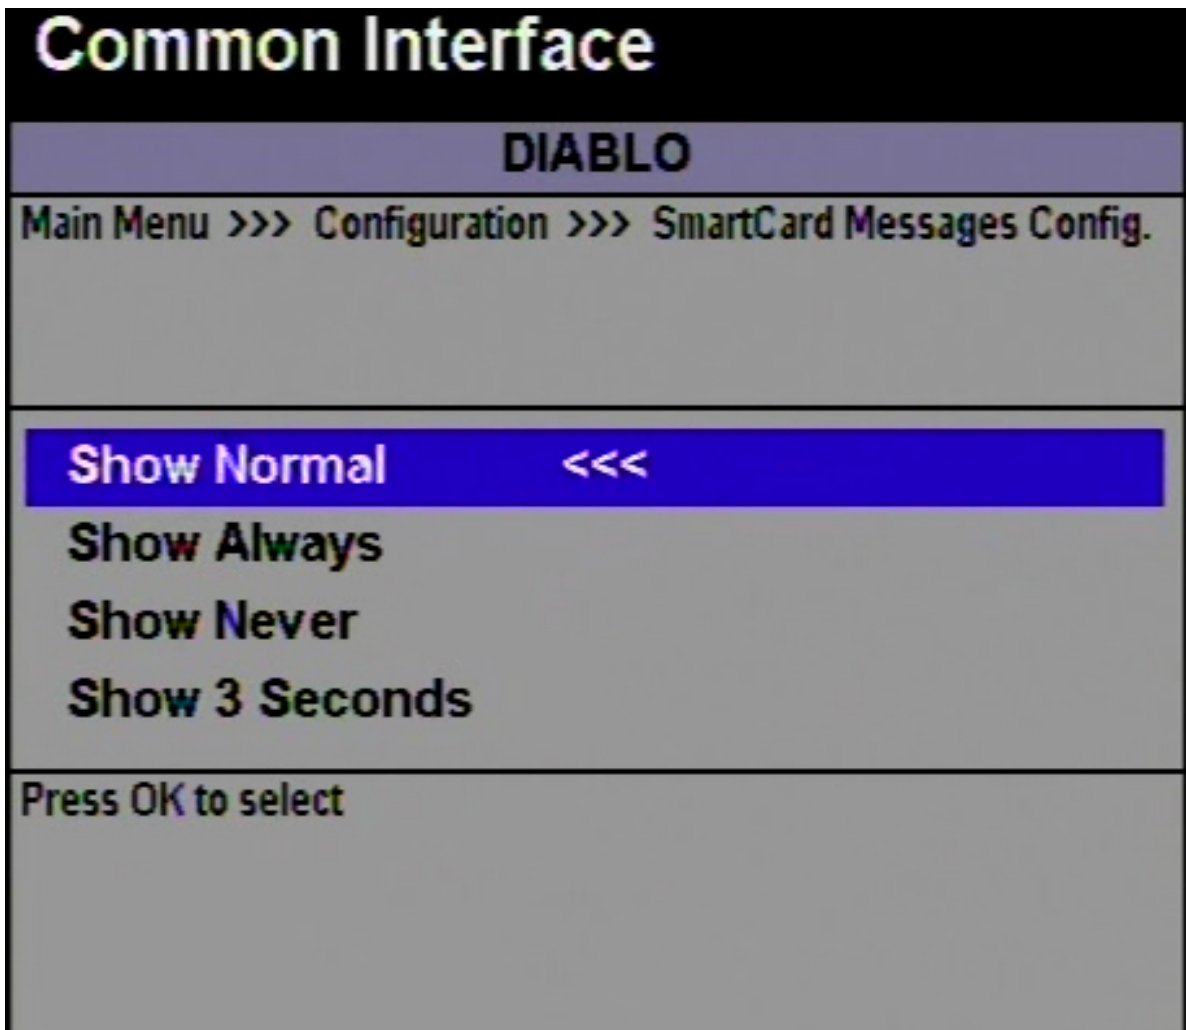 Common Interface
DIABLO
Main Menu >>> Configuration >>> SmartCard Messages Config.
Show Normal <<<
Show Always
Show Never
Show 3 Seconds
Press OK to select